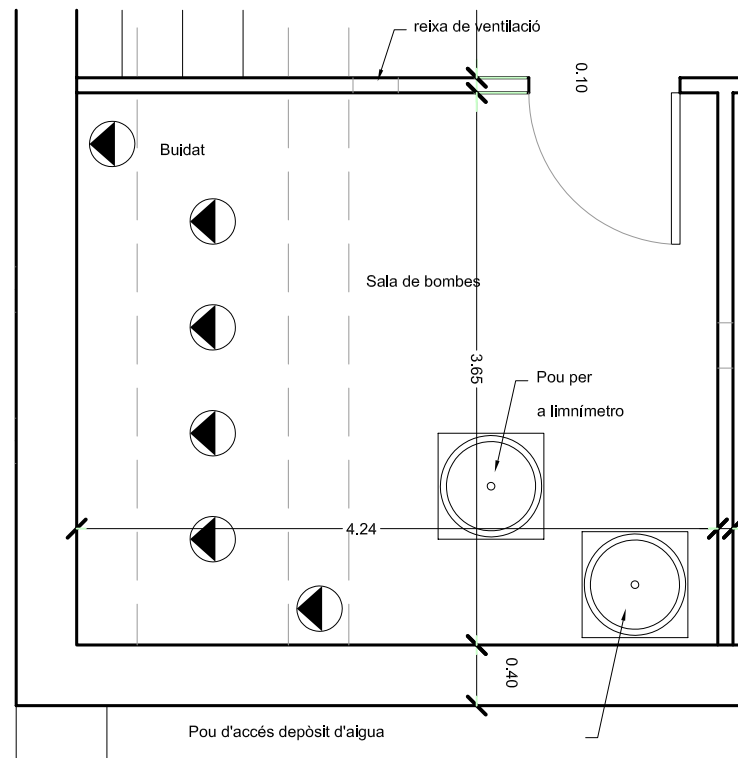 reixa de ventilació
0.10
Buidat
Sala de bombes
3.65
Pou per
a limnímetro
4.24
0.40
Pou d'accés depòsit d'aigua